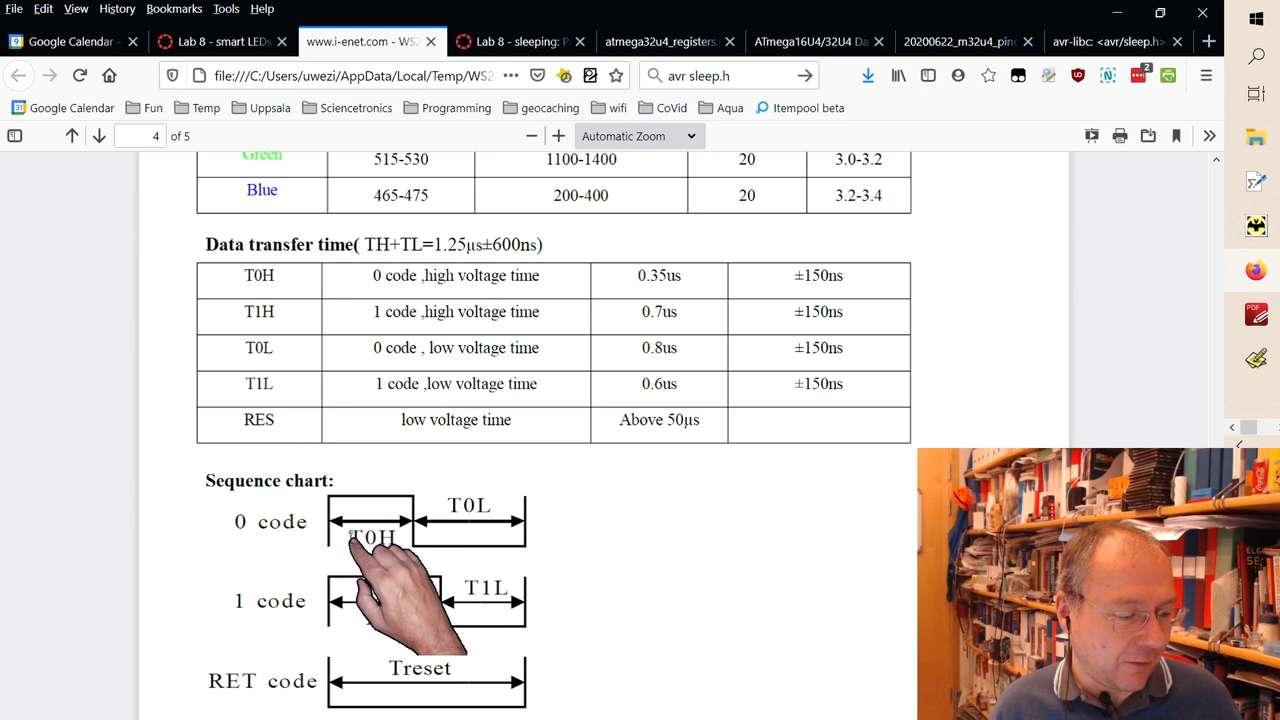 File Edit View History Bookmarks Tools Help
Google Calendar - Lab 8 - smart LEDs www.i-enet.com - WS2 Lab 8 - sleeping: Po atmega32u4_registers. ATmega16U4/32U4 Da 20220622_m32u4_pin avr-libc: <avr/sleep.h>
file:///C:/Users/uwezi/AppData/Local/Temp/WS2 avr sleep.h 2
31 Google Calendar Fun Temp Uppsala Sciencetronics Programming geocaching wifi CoVid Aqua Itempool beta
4 of 5 Automatic Zoom
Green 515-530 1100-1400 20 3.0-3.2
Blue 465-475 200-400 20 3.2-3.4
Data transfer time( TH+TL=1.25µs±600ns)
T0H 0 code ,high voltage time 0.35us ±150ns
T1H 1 code ,high voltage time 0.7us ±150ns
T0L 0 code , low voltage time 0.8us ±150ns
T1L 1 code ,low voltage time 0.6us ±150ns
RES low voltage time Above 50µs
Sequence chart:
0 code T0H T0L
1 code T1L
RET code Treset
PDF